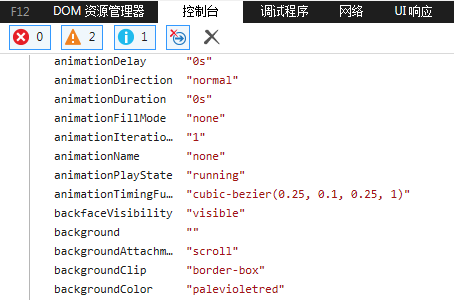 F12 DOM 资源管理器 控制台 调试程序 网络 UI 响应
0 2 1
animationDelay "0s"
animationDirection "normal"
animationDuration "0s"
animationFillMode "none"
animationIteratio… "1"
animationName "none"
animationPlayState "running"
animationTimingFu… "cubic-bezier(0.25, 0.1, 0.25, 1)"
backfaceVisibility "visible"
background ""
backgroundAttachm… "scroll"
backgroundClip "border-box"
backgroundColor "palevioletred"